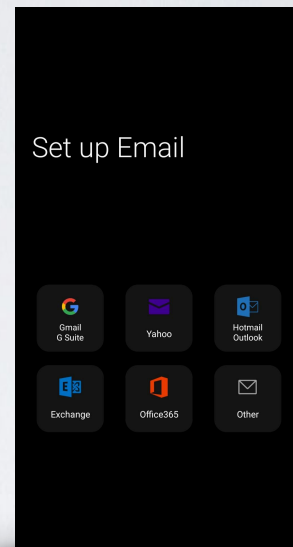 Set up Email
Gmail
G Suite
Yahoo
Hotmail
Outlook
Exchange
Office365
Other